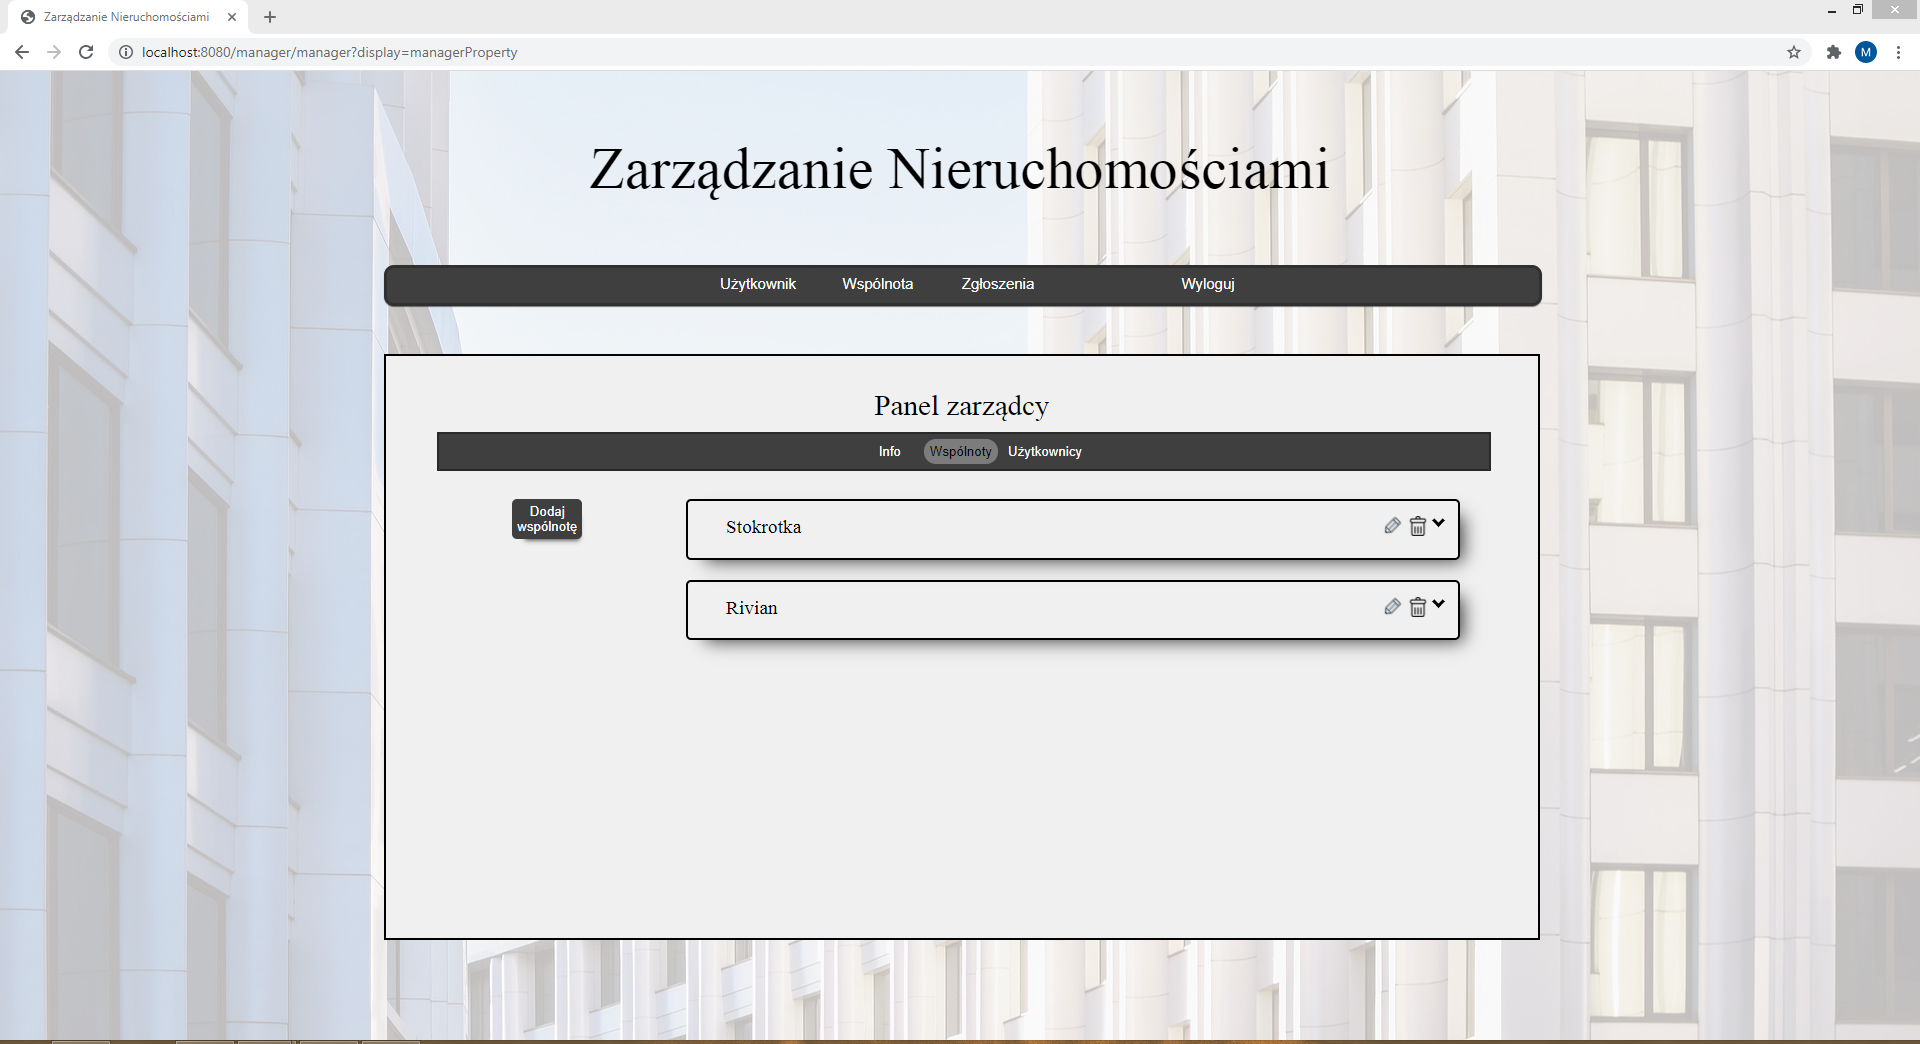 Zarządzanie Nieruchomościami
localhost:8080/manager/manager?display=managerProperty
M
Zarządzanie Nieruchomościami
Użytkownik Wspólnota Zgłoszenia Wyloguj
Panel zarządcy
Info Wspólnoty Użytkownicy
Dodaj
wspólnotę
Stokrotka
Rivian